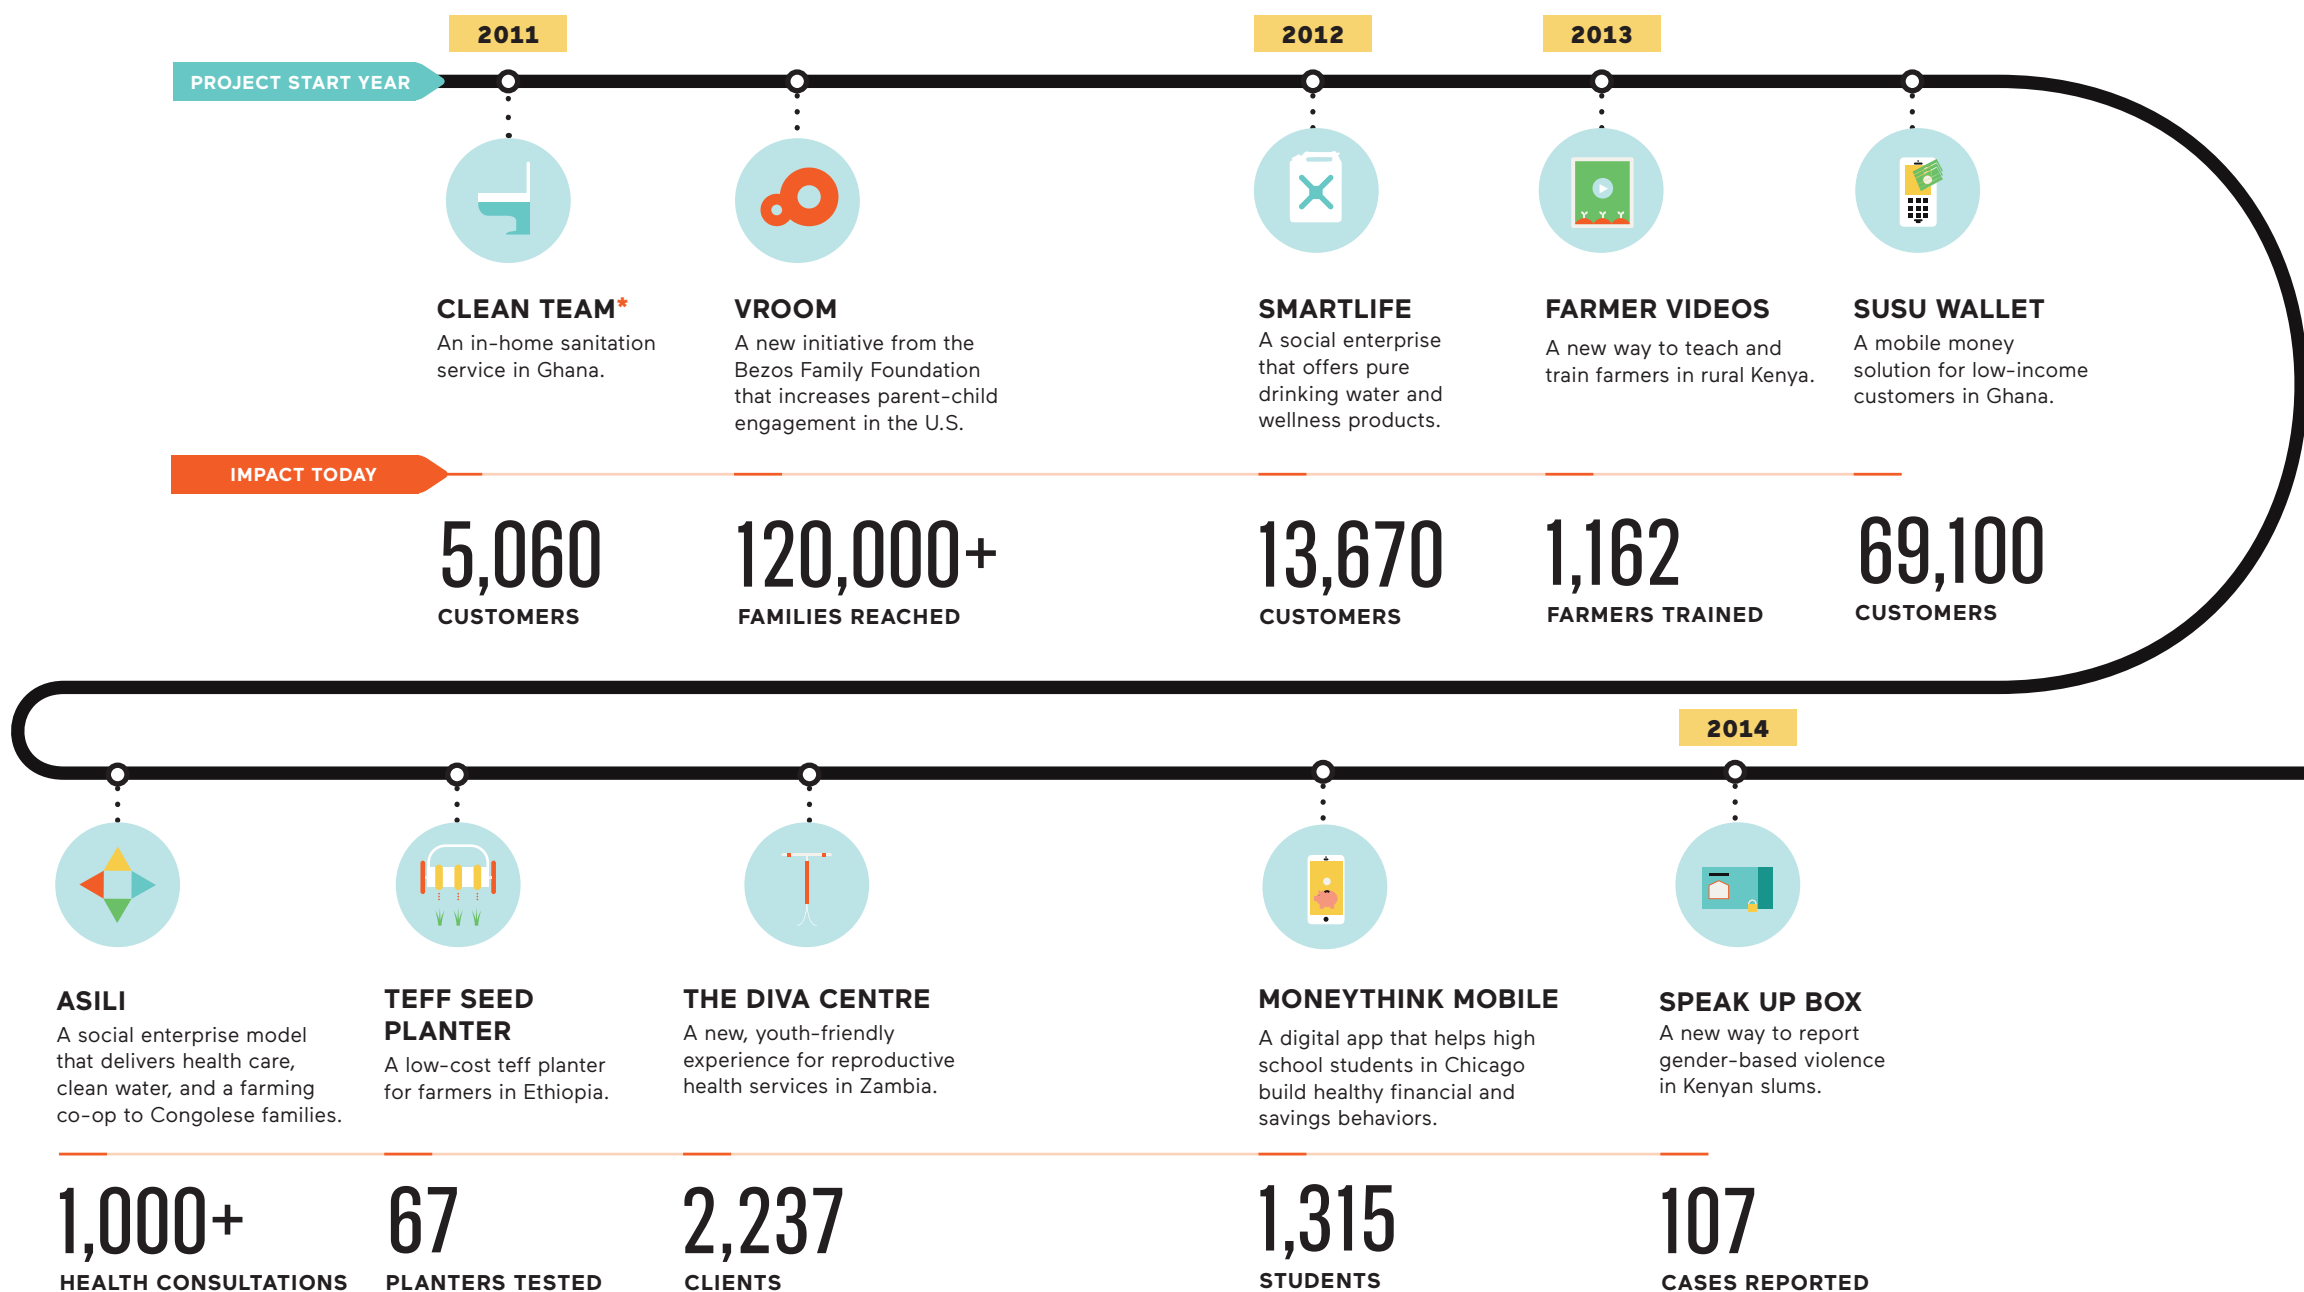 2011
2012
2013
PROJECT START YEAR
CLEAN TEAM*
An in-home sanitation
service in Ghana.
VROOM
A new initiative from the
Bezos Family Foundation
that increases parent-child
engagement in the U.S.
SMARTLIFE
A social enterprise
that offers pure
drinking water and
wellness products.
FARMER VIDEOS
A new way to teach and
train farmers in rural Kenya.
SUSU WALLET
A mobile money
solution for low-income
customers in Ghana.
IMPACT TODAY
5,060
CUSTOMERS
120,000+
FAMILIES REACHED
13,670
CUSTOMERS
1,162
FARMERS TRAINED
69,100
CUSTOMERS
2014
ASILI
A social enterprise model
that delivers health care,
clean water, and a farming
co-op to Congolese families.
TEFF SEED
PLANTER
A low-cost teff planter
for farmers in Ethiopia.
THE DIVA CENTRE
A new, youth-friendly
experience for reproductive
health services in Zambia.
MONEYTHINK MOBILE
A digital app that helps high
school students in Chicago
build healthy financial and
savings behaviors.
SPEAK UP BOX
A new way to report
gender-based violence
in Kenyan slums.
1,000+
HEALTH CONSULTATIONS
67
PLANTERS TESTED
2,237
CLIENTS
1,315
STUDENTS
107
CASES REPORTED